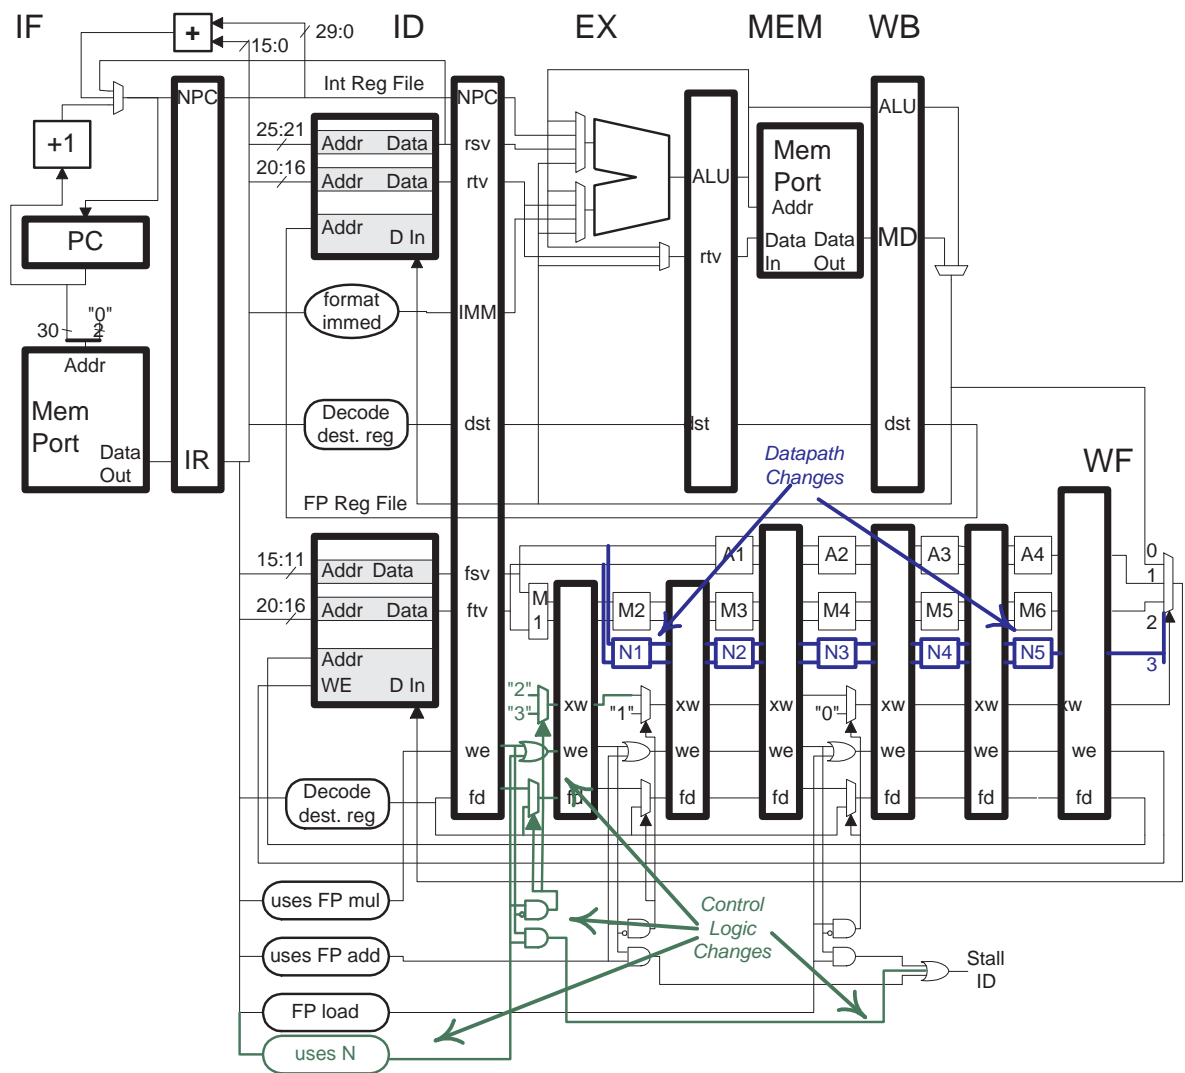 IF
ID
EX
MEM
WB
+
29:0
15:0
Int Reg File
NPC
NPC
ALU
+1
25:21
Addr
Data
rsv
Mem
Port
Addr
20:16
Addr
Data
rtv
ALU
PC
Addr
D In
Data
In
Data
Out
MD
rtv
format
immed
IMM
30
"0"
2
Addr
Mem
Port
Data
Out
IR
Decode
dest. reg
dst
dst
dst
Datapath
Changes
WF
FP Reg File
15:11
Addr
Data
fsv
A1
A2
A3
A4
0
1
20:16
Addr
Data
ftv
M
1
M2
M3
M4
M5
M6
2
Addr
WE
D In
N1
N2
N3
N4
N5
3
"2"
"3"
xw
"1"
xw
xw
"0"
xw
xw
xw
we
we
we
we
we
we
we
Decode
dest. reg
fd
fd
fd
fd
fd
fd
fd
uses FP mul
Control
Logic
Changes
uses FP add
Stall
ID
FP load
uses N